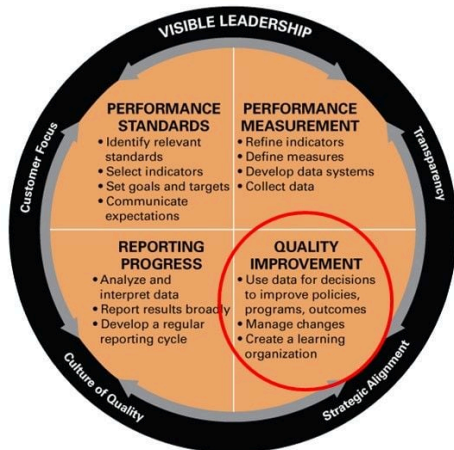 VISIBLE LEADERSHIP
Customer Focus
Transparency
PERFORMANCE
STANDARDS
• Identify relevant
standards
• Select indicators
• Set goals and targets
• Communicate
expectations
PERFORMANCE
MEASUREMENT
• Refine indicators
• Define measures
• Develop data systems
• Collect data
REPORTING
PROGRESS
• Analyze and
interpret data
• Report results broadly
• Develop a regular
reporting cycle
QUALITY
IMPROVEMENT
• Use data for decisions
to improve policies,
programs, outcomes
• Manage changes
• Create a learning
organization
Culture of Quality
Strategic Alignment